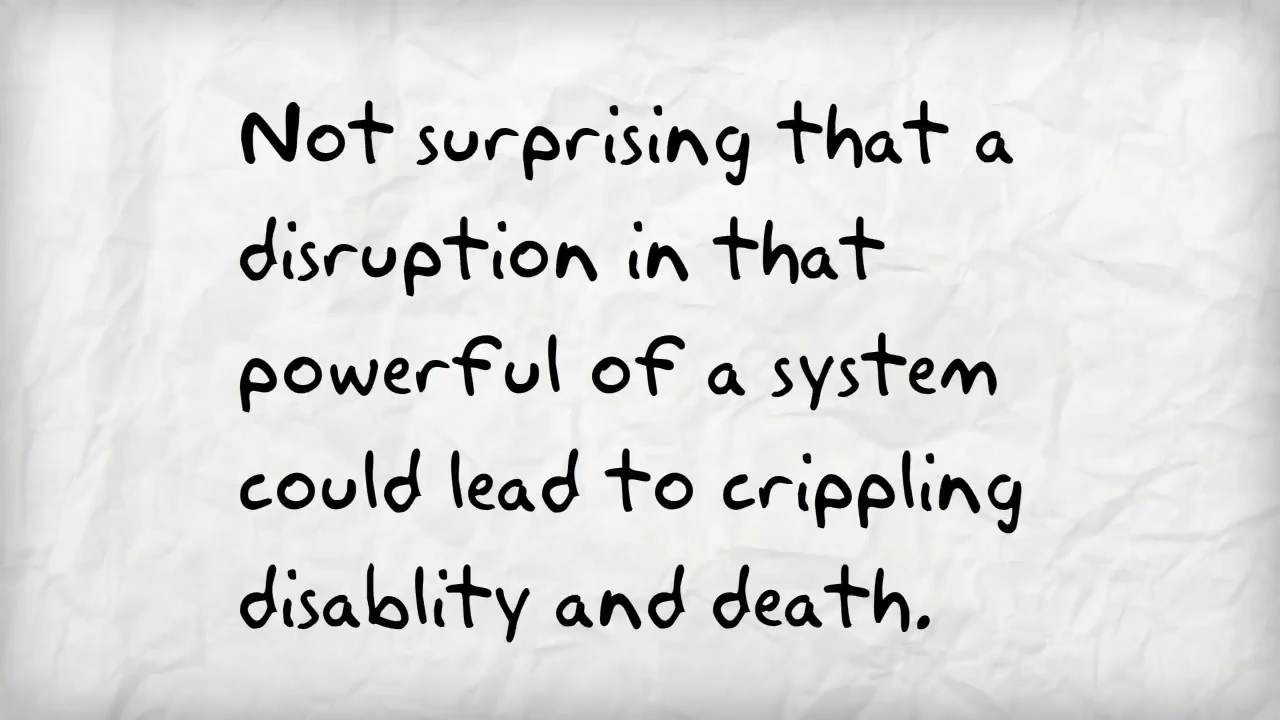 Not surprising that a
disruption in that
powerful of a system
could lead to crippling
disablity and death.